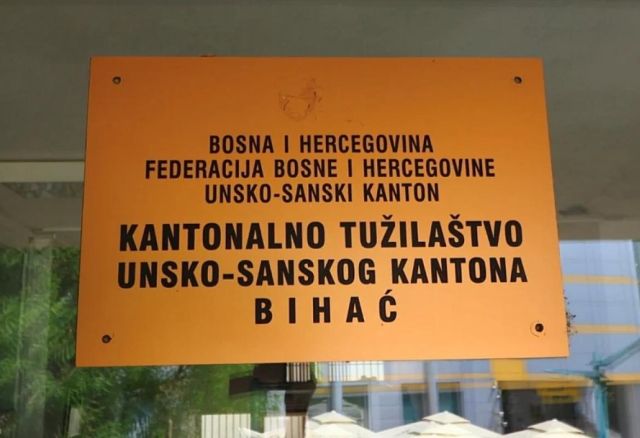 BOSNA I HERCEGOVINA
FEDERACIJA BOSNE I HERCEGOVINE
UNSKO-SANSKI KANTON
KANTONALNO TUŽILAŠTVO
UNSKO-SANSKOG KANTONA
BIHAĆ